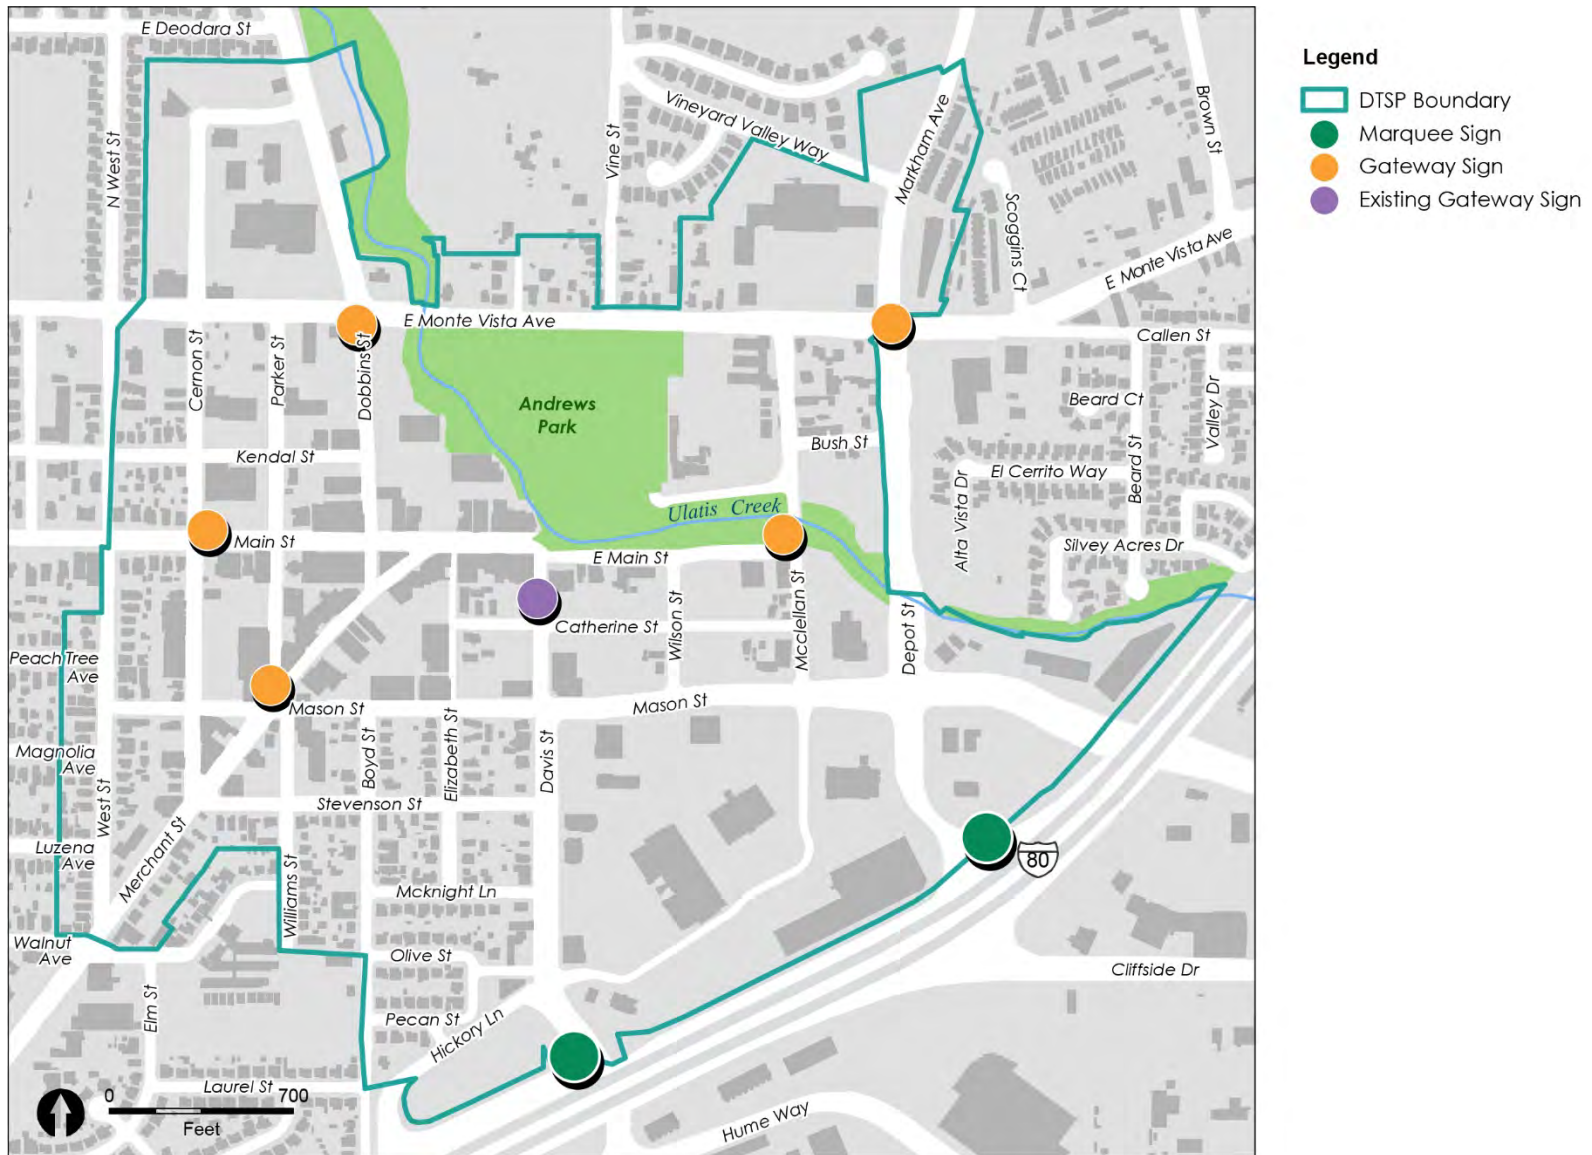 E Deodara St
N West St
Vine St
Vineyard Valley Way
Markham Ave
Brown St
Scoggins Ct
E Monte Vista Ave
E Monte Vista Ave
Callen St
Cernon St
Parker St
Dobbins St
Andrews
Park
Beard Ct
Valley Dr
Kendal St
Bush St
El Cerrito Way
Beard St
Alta Vista Dr
Ulatis Creek
Main St
E Main St
Silvey Acres Dr
Catherine St
Wilson St
Mcclellan St
Depot St
Peach Tree
Ave
Mason St
Mason St
Magnolia
Ave
West St
Boyd St
Elizabeth St
Davis St
Stevenson St
Luzena
Ave
Merchant St
80
Williams St
Mcknight Ln
Walnut
Ave
Olive St
Cliffside Dr
Elm St
Pecan St
Hickory Ln
Laurel St
0 700
Feet
Hume Way
Legend
DTSP Boundary
Marquee Sign
Gateway Sign
Existing Gateway Sign